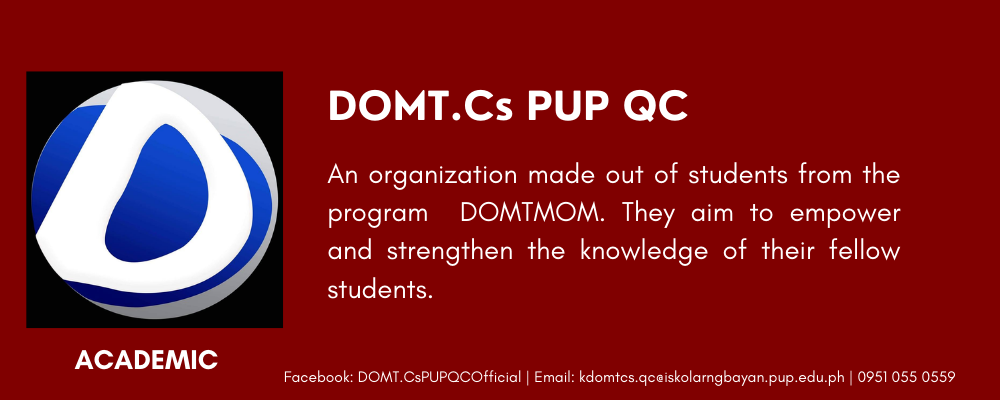 DOMT.Cs PUP QC
An organization made out of students from the
program DOMTMOM. They aim to empower
and strengthen the knowledge of their fellow
students.
ACADEMIC
Facebook: DOMT.CsPUPQCOfficial | Email: kdomtcs.qc@iskolarngbayan.pup.edu.ph | 0951 055 0559